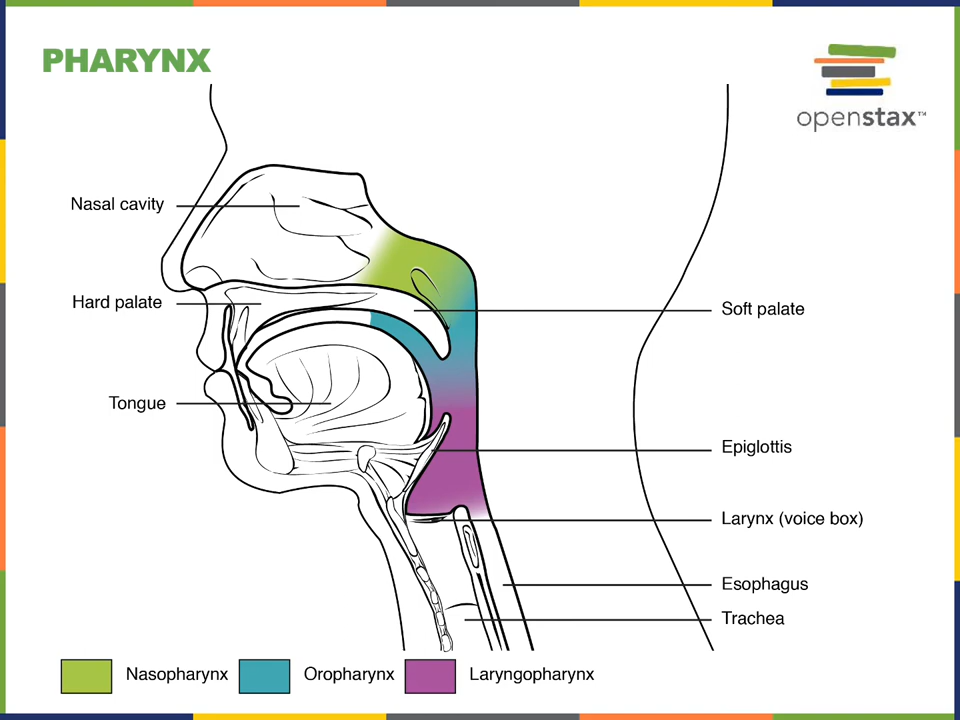 PHARYNX
openstax™
Nasal cavity
Hard palate
Soft palate
Tongue
Epiglottis
Larynx (voice box)
Esophagus
Trachea
Nasopharynx
Oropharynx
Laryngopharynx